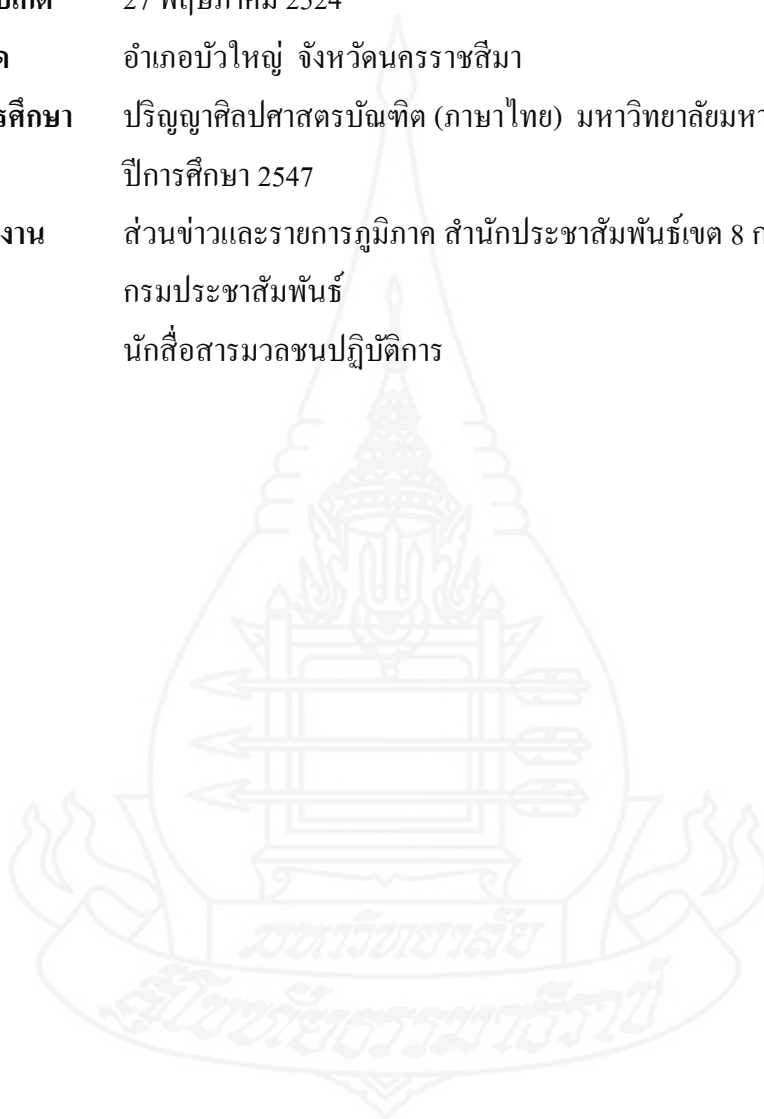 27 พฤษภาคม 2524
อำเภอบัวใหญ่ จังหวัดนครราชสีมา
ศึกษา ปริญญาศิลปศาสตรบัณฑิต (ภาษาไทย) มหาวิทยาลัยมหา
ปีการศึกษา 2547
งาน ส่วนข่าวและรายการภูมิภาค สำนักประชาสัมพันธ์เขต 8 ก
กรมประชาสัมพันธ์
นักสื่อสารมวลชนปฏิบัติการ
มหาวิทยาลัย
สุโขทัยธรรมาธิราช